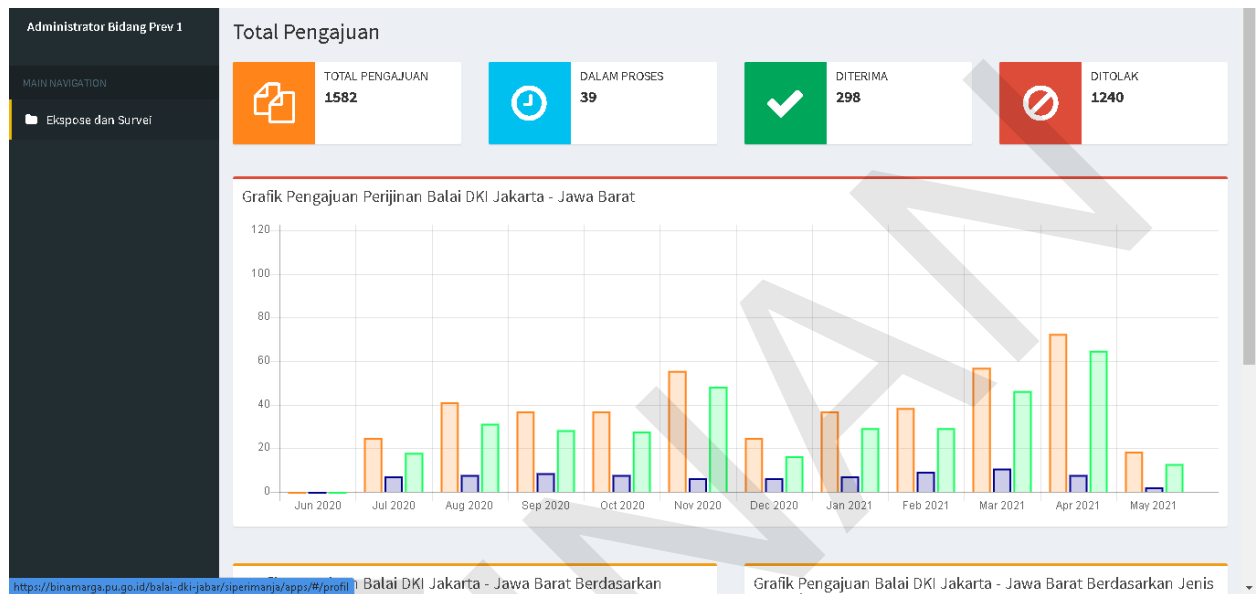 Administrator Bidang Prev 1
MAIN NAVIGATION
Ekspose dan Survei
Total Pengajuan
TOTAL PENGAJUAN
1582
DALAM PROSES
39
DITERIMA
298
DITOLAK
1240
Grafik Pengajuan Perijinan Balai DKI Jakarta - Jawa Barat
120
100
80
60
40
20
0
Jun 2020 Jul 2020 Aug 2020 Sep 2020 Oct 2020 Nov 2020 Dec 2020 Jan 2021 Feb 2021 Mar 2021 Apr 2021 May 2021
Balai DKI Jakarta - Jawa Barat Berdasarkan
Grafik Pengajuan Balai DKI Jakarta - Jawa Barat Berdasarkan Jenis
https://binamarga.pu.go.id/balai-dki-jabar/siperimanja/apps/#/profil